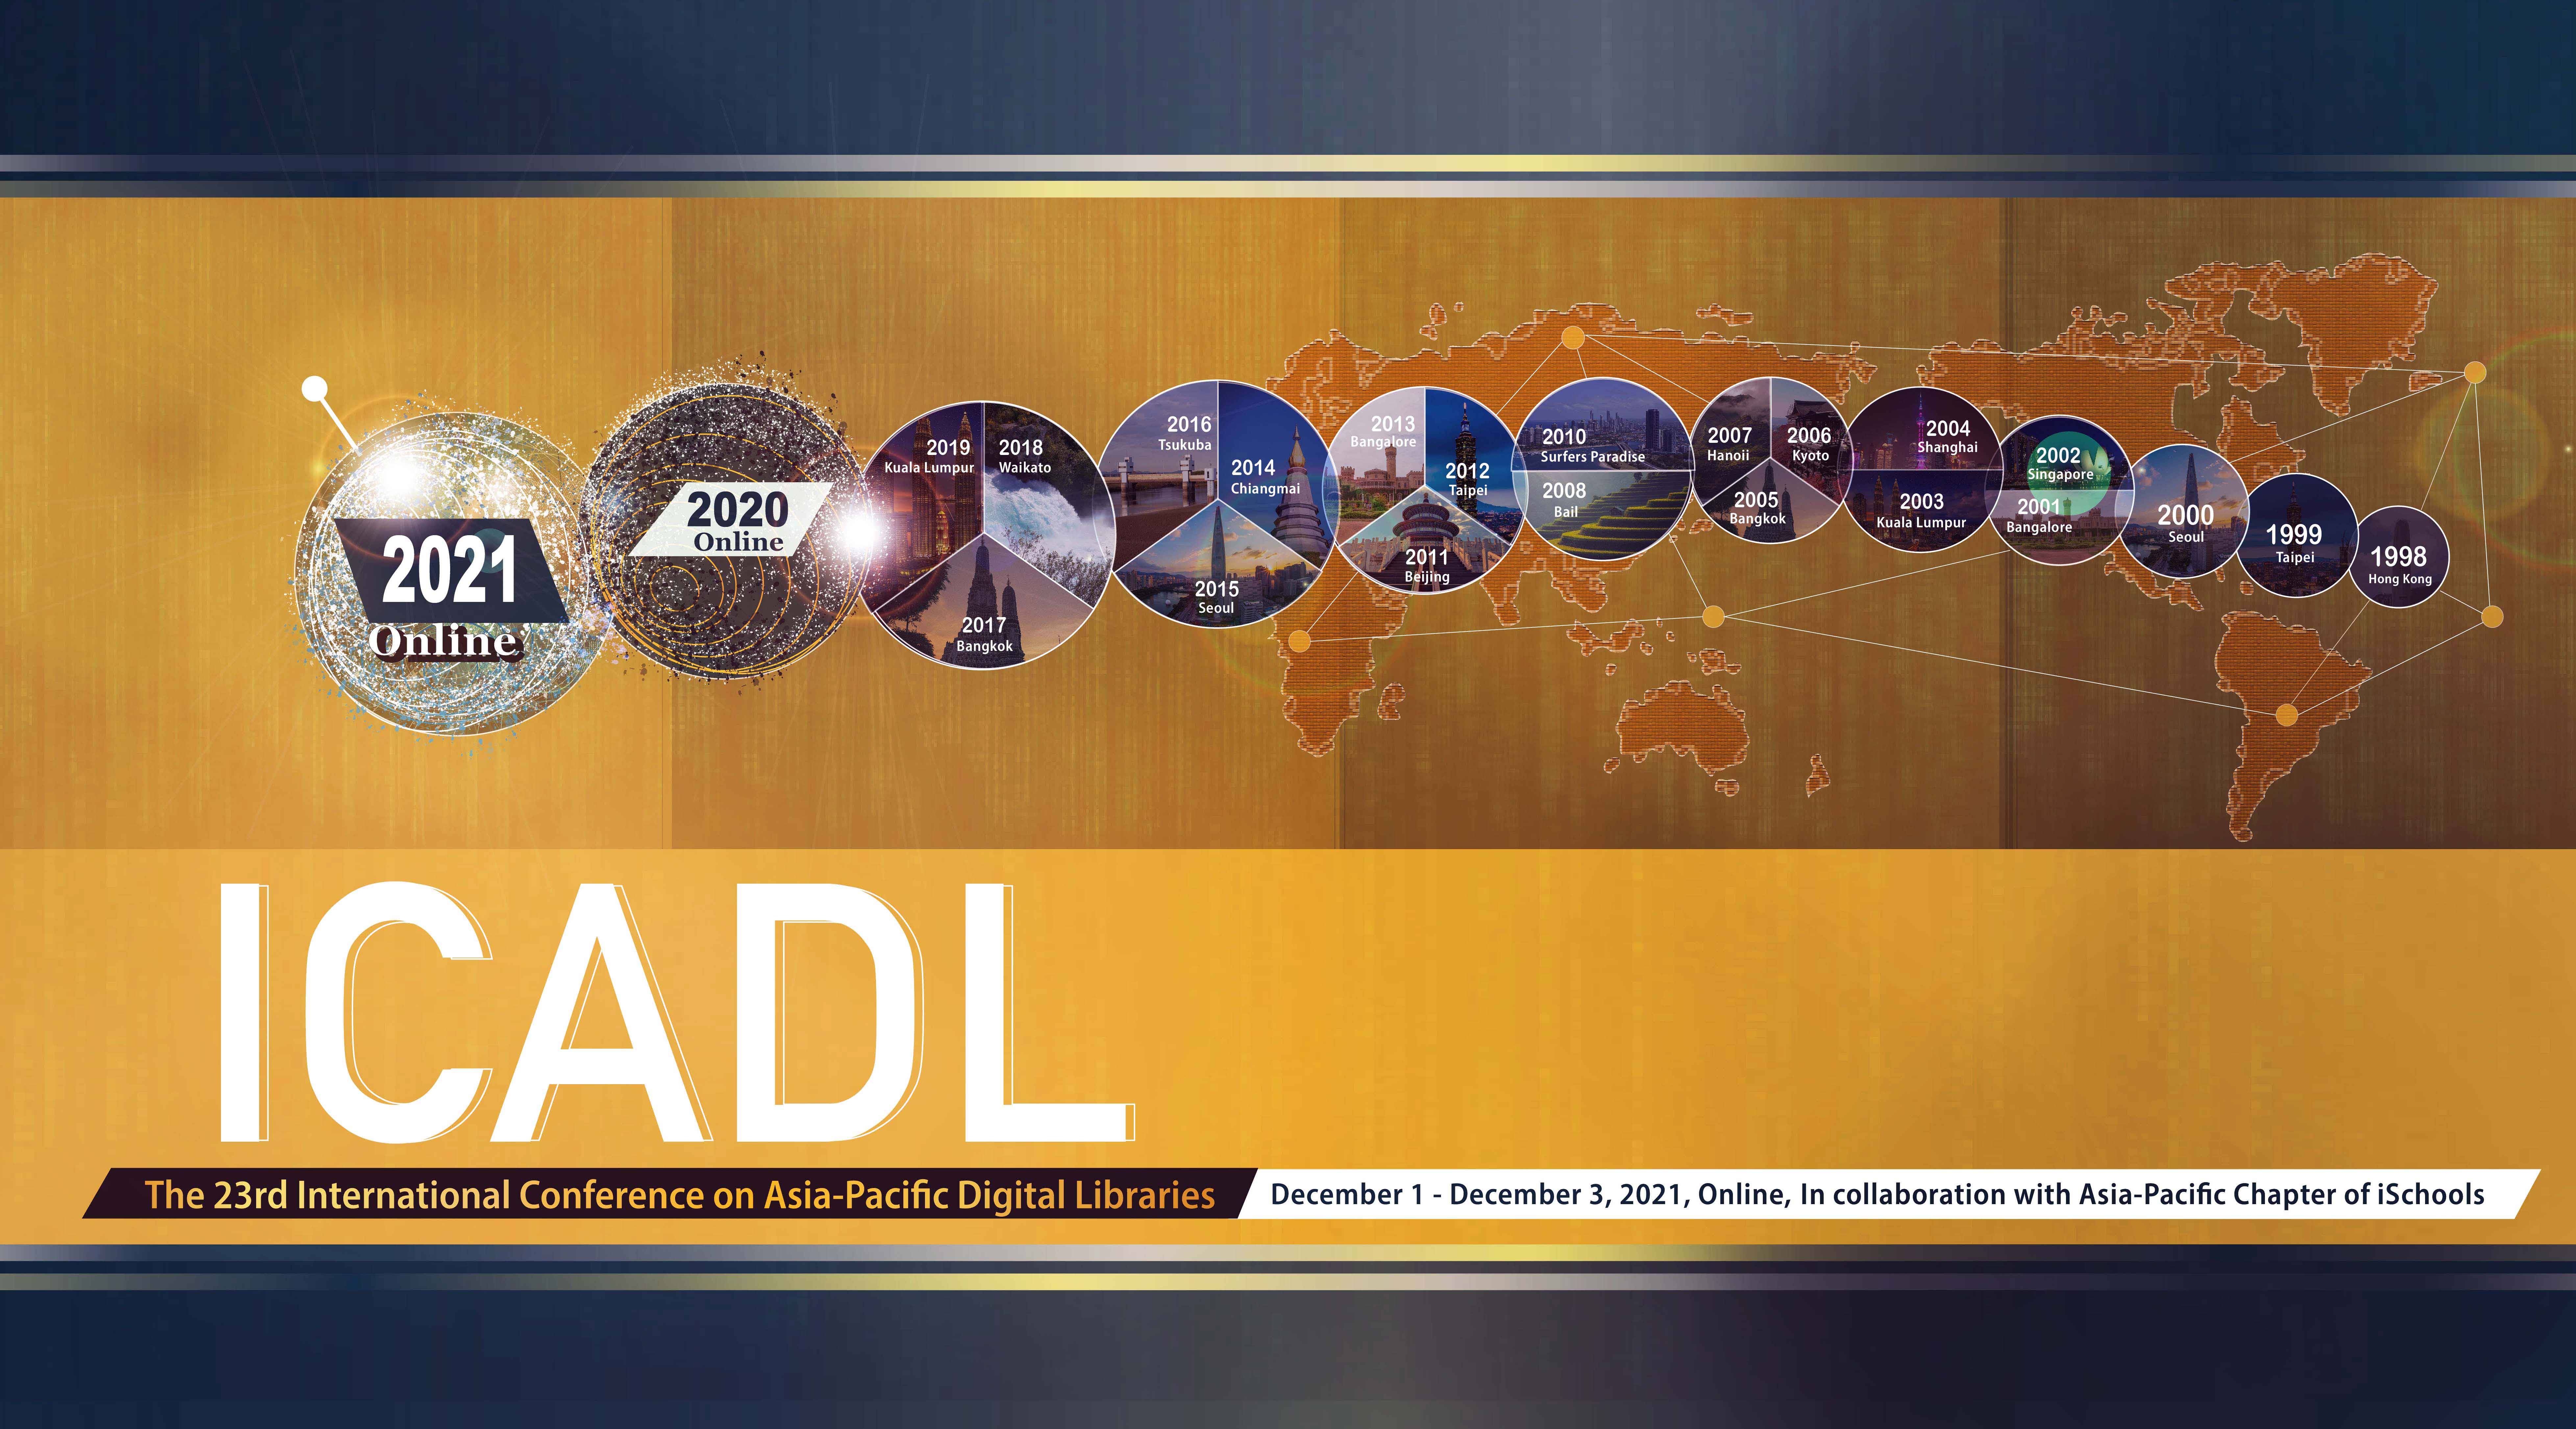 2021
Online
2020
Online
2019
Kuala Lumpur
2018
Waikato
2017
Bangkok
2016
Tsukuba
2014
Chiangmai
2015
Seoul
2013
Bangalore
2012
Taipei
2011
Beijing
2010
Surfers Paradise
2008
Bail
2007
Hanoii
2006
Kyoto
2005
Bangkok
2004
Shanghai
2003
Kuala Lumpur
2002
Singapore
2001
Bangalore
2000
Seoul
1999
Taipei
1998
Hong Kong
ICADL
The 23rd International Conference on Asia-Pacific Digital Libraries
December 1 - December 3, 2021, Online, In collaboration with Asia-Pacific Chapter of iSchools